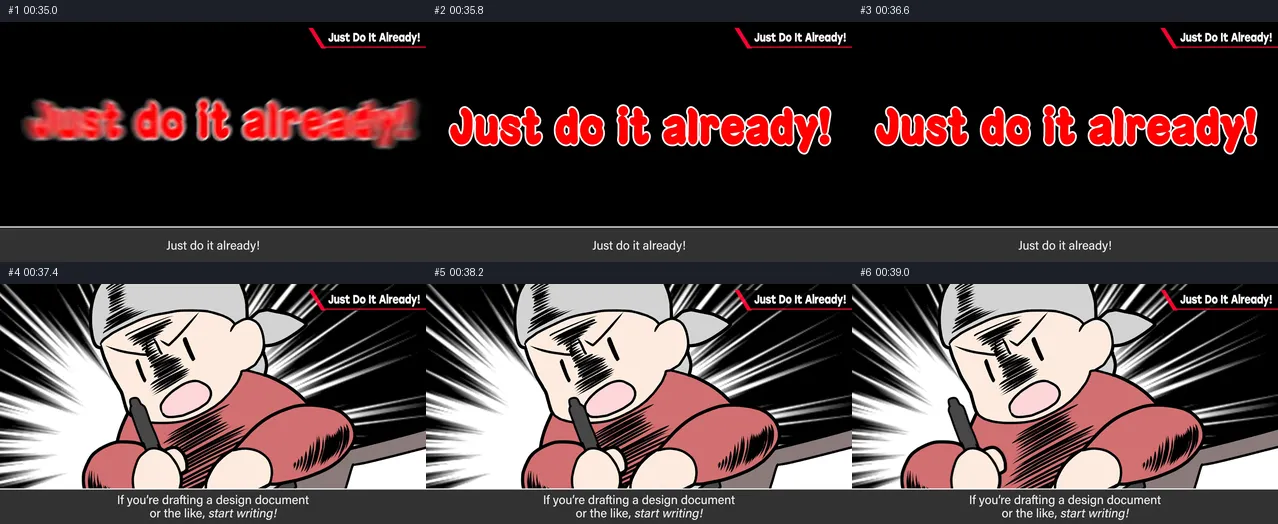 #1 00:35.0
#2 00:35.8
#3 00:36.6
Just Do It Already!
Just Do It Already!
Just Do It Already!
Just do it already!
Just do it already!
Just do it already!
Just do it already!
Just do it already!
Just do it already!
#4 00:37.4
#5 00:38.2
#6 00:39.0
Just Do It Already!
Just Do It Already!
Just Do It Already!
If you're drafting a design document
or the like, start writing!
If you're drafting a design document
or the like, start writing!
If you're drafting a design document
or the like, start writing!